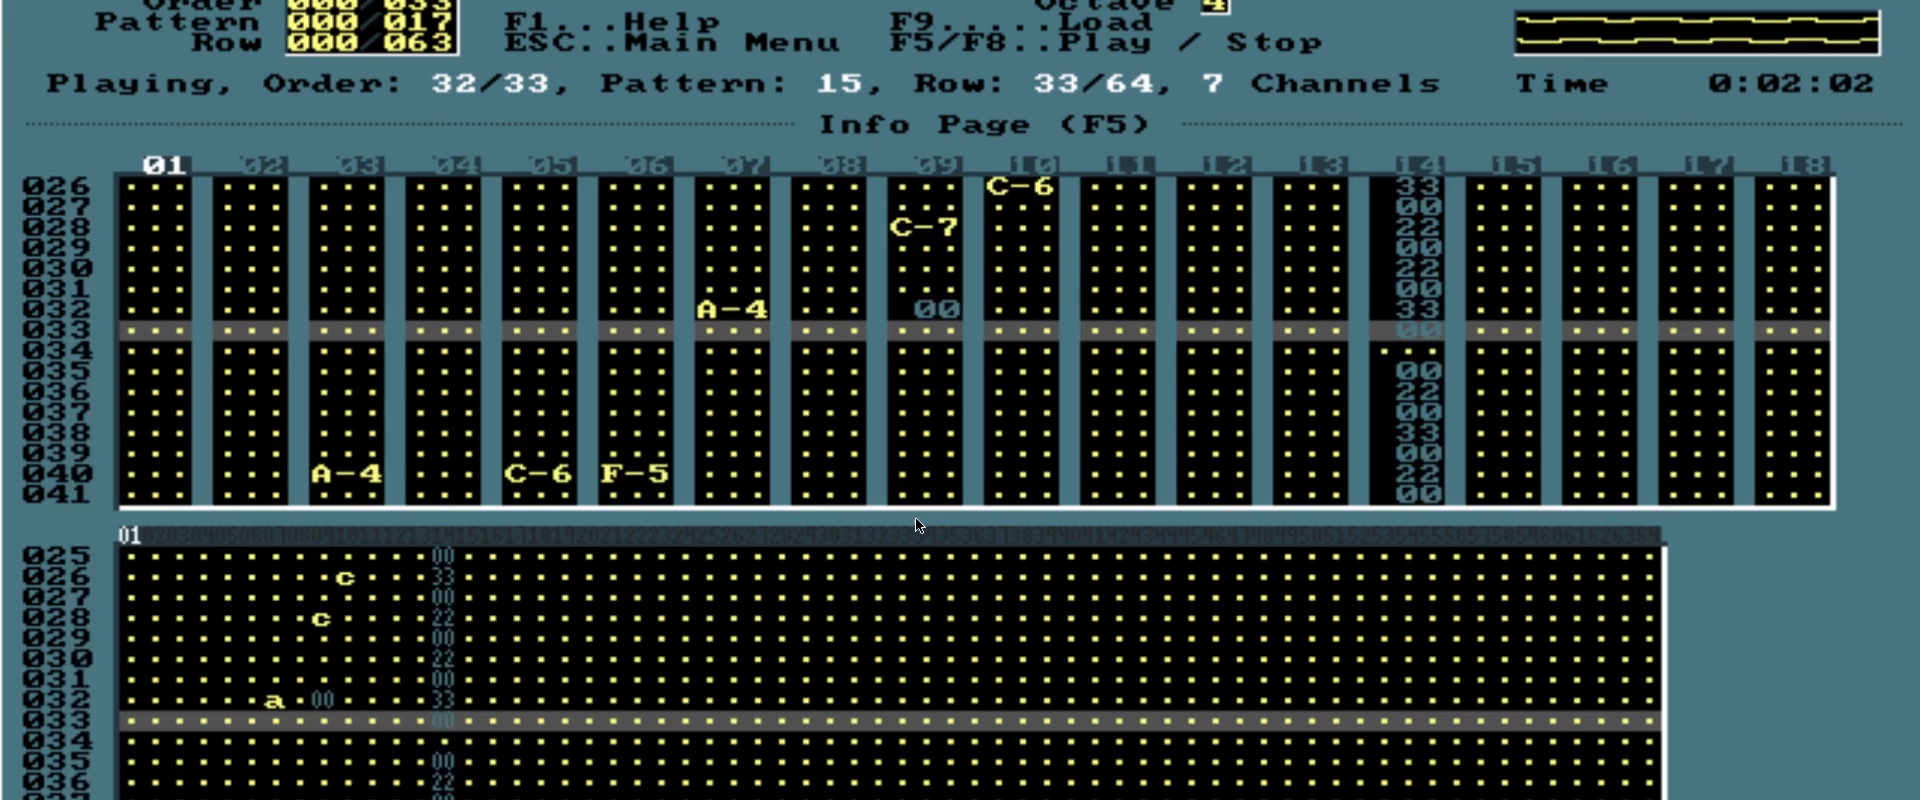 Order 000/033 Octave 4
Pattern 000/017 F1...Help F9.....Load
Row 000/063 ESC..Main Menu F5/F8..Play / Stop
Playing, Order: 32/33, Pattern: 15, Row: 33/64, 7 Channels Time 0:02:02
Info Page (F5)
01 02 03 04 05 06 07 08 09 10 11 12 13 14 15 16 17 18
026 ... ... ... ... ... ... ... ... ... C-6 ... ... ... 33 ... ... ... ...
027 ... ... ... ... ... ... ... ... ... ... ... ... ... 00 ... ... ... ...
028 ... ... ... ... ... ... ... ... C-7 ... ... ... ... 22 ... ... ... ...
029 ... ... ... ... ... ... ... ... ... ... ... ... ... 00 ... ... ... ...
030 ... ... ... ... ... ... ... ... ... ... ... ... ... 22 ... ... ... ...
031 ... ... ... ... ... ... ... ... ... ... ... ... ... 00 ... ... ... ...
032 ... ... ... ... ... ... A-4 ... 00 ... ... ... ... 33 ... ... ... ...
033 ... ... ... ... ... ... ... ... ... ... ... ... ... 00 ... ... ... ...
034 ... ... ... ... ... ... ... ... ... ... ... ... ... ... ... ... ... ...
035 ... ... ... ... ... ... ... ... ... ... ... ... ... 00 ... ... ... ...
036 ... ... ... ... ... ... ... ... ... ... ... ... ... 22 ... ... ... ...
037 ... ... ... ... ... ... ... ... ... ... ... ... ... 00 ... ... ... ...
038 ... ... ... ... ... ... ... ... ... ... ... ... ... 33 ... ... ... ...
039 ... ... ... ... ... ... ... ... ... ... ... ... ... 00 ... ... ... ...
040 ... ... A-4 ... C-6 F-5 ... ... ... ... ... ... ... 22 ... ... ... ...
041 ... ... ... ... ... ... ... ... ... ... ... ... ... 00 ... ... ... ...
01
025 00
026 c 33
027 00
028 c 22
029 00
030 22
031 00
032 a 00 33
033 00
034
035 00
036 22